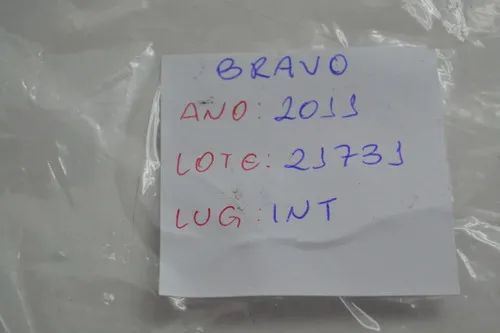 BRAVO
ANO: 2011
LOTE: 21731
LUG: INT